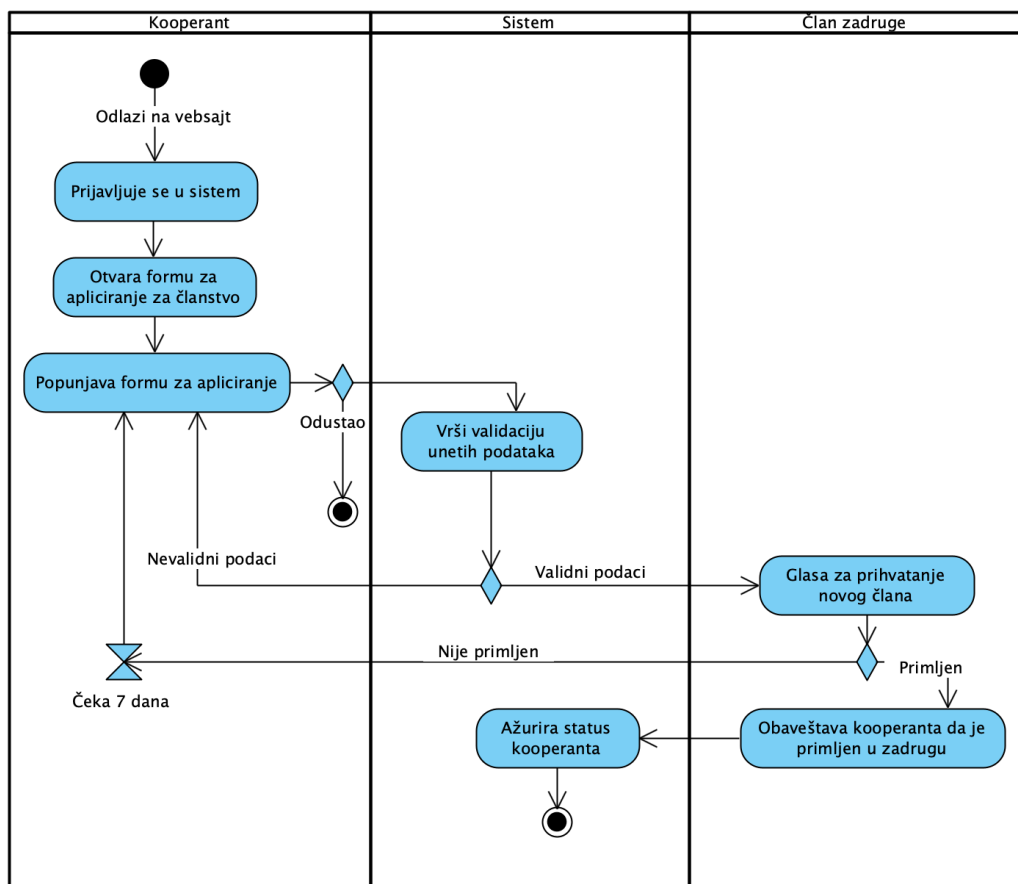 Kooperant
Sistem
Član zadruge
Odlazi na vebsajt
Prijavljuje se u sistem
Otvara formu za
apliciranje za članstvo
Popunjava formu za apliciranje
Odustao
Vrši validaciju
unetih podataka
Nevalidni podaci
Validni podaci
Glasa za prihvatanje
novog člana
Nije primljen
Primljen
Čeka 7 dana
Ažurira status
kooperanta
Obaveštava kooperanta da je
primljen u zadrugu